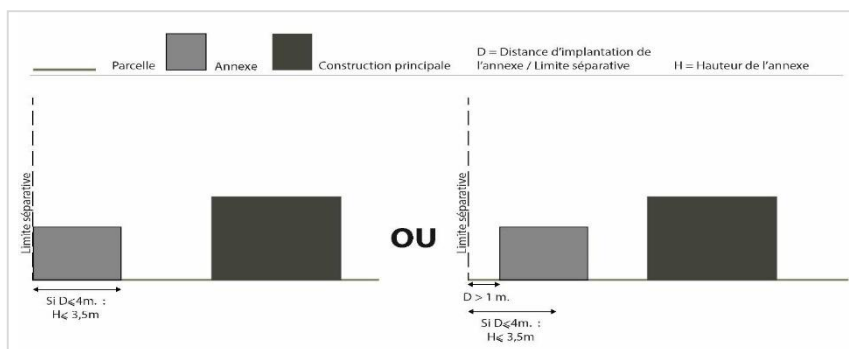 Parcelle
Annexe
Construction principale
D = Distance d'implantation de
l'annexe / Limite séparative
H = Hauteur de l'annexe
Limite séparative
Si D⩽4m. :
H⩽ 3,5m
OU
Limite séparative
D > 1 m.
Si D⩽4m. :
H⩽ 3,5m